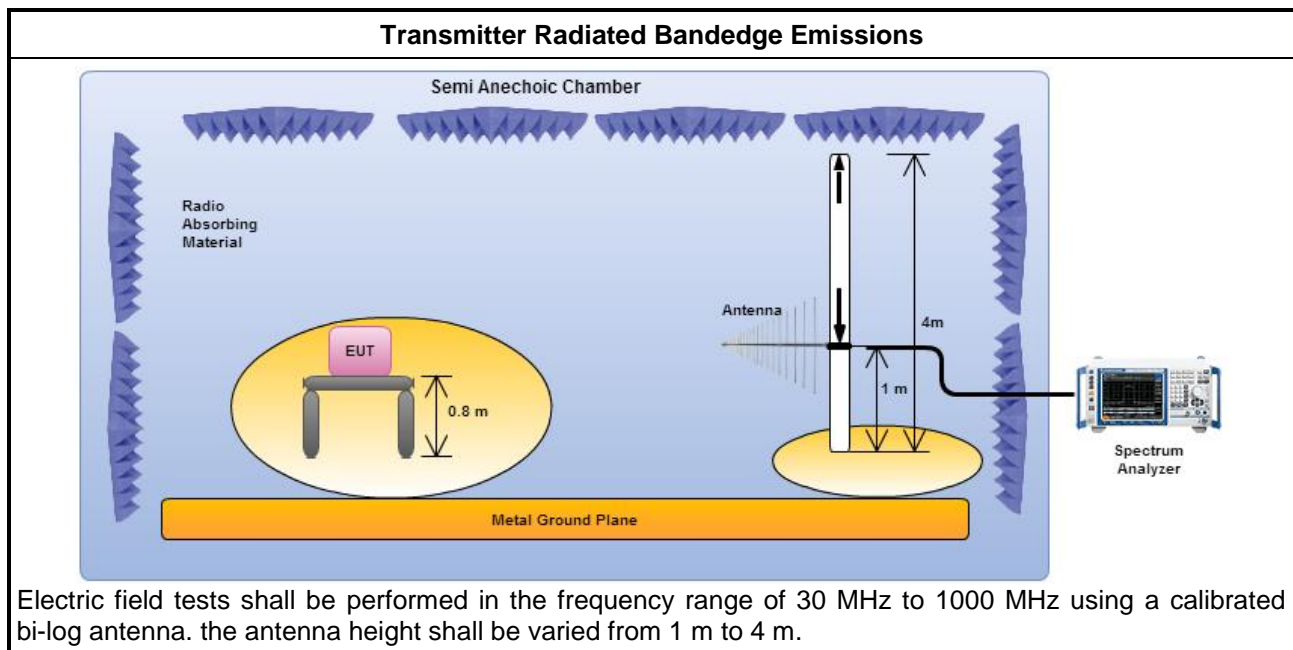 Transmitter Radiated Bandedge Emissions
Semi Anechoic Chamber
Radio
Absorbing
Material
Antenna
4m
EUT
1 m
0.8 m
Spectrum
Analyzer
Metal Ground Plane
Electric field tests shall be performed in the frequency range of 30 MHz to 1000 MHz using a calibrated
bi-log antenna. the antenna height shall be varied from 1 m to 4 m.